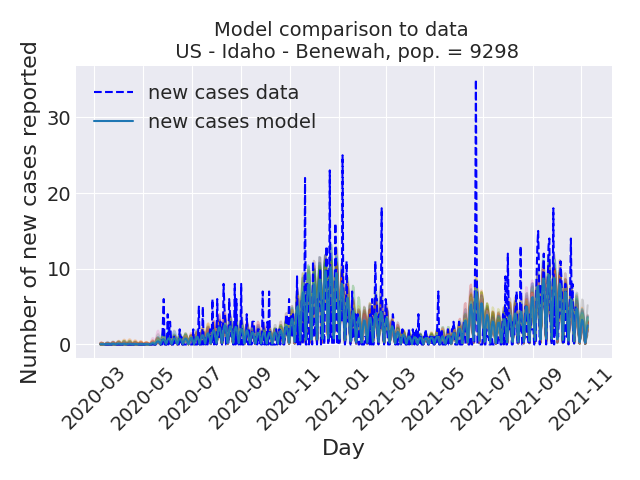 Model comparison to data
US - Idaho - Benewah, pop. = 9298
new cases data
new cases model
Number of new cases reported
30
20
10
0
2020-03
2020-05
2020-07
2020-09
2020-11
2021-01
2021-03
2021-05
2021-07
2021-09
2021-11
Day